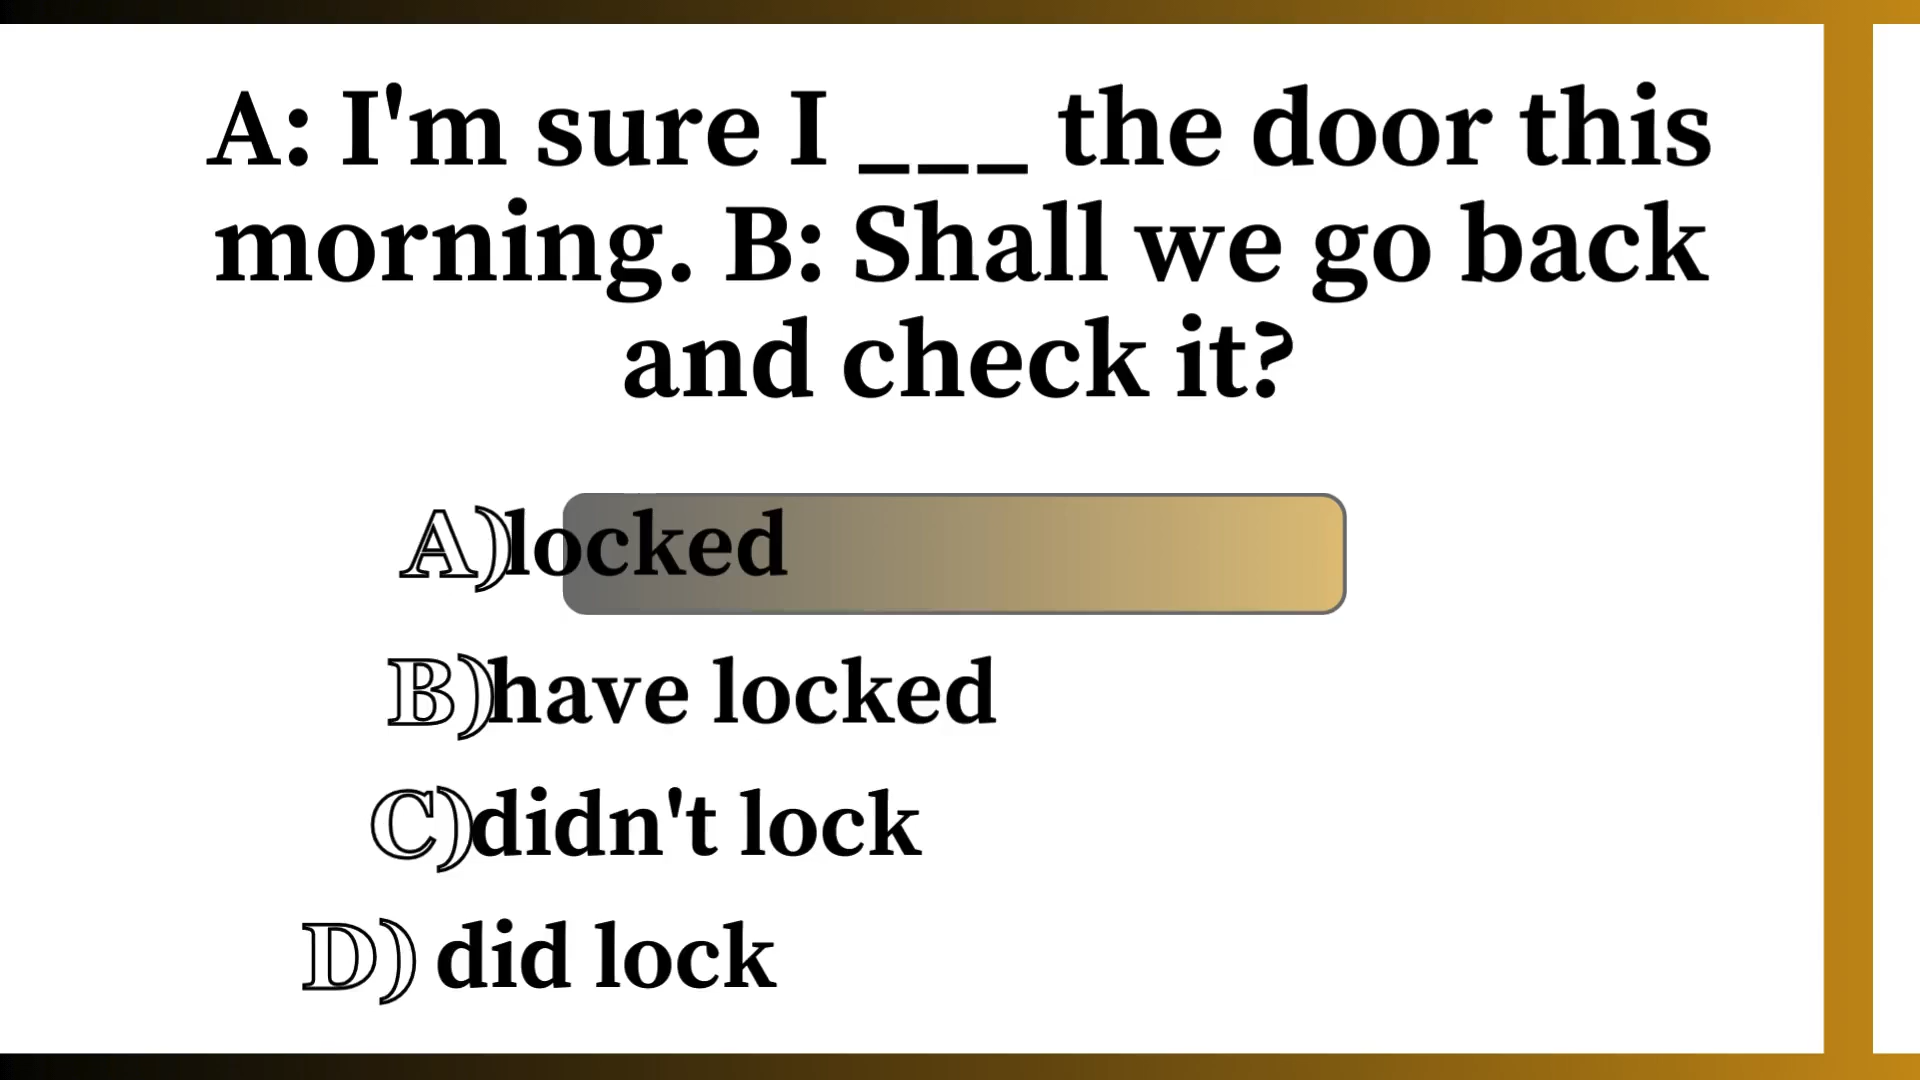 A: I'm sure I ___ the door this
morning. B: Shall we go back
and check it?
A)locked
B)have locked
C)didn't lock
D) did lock